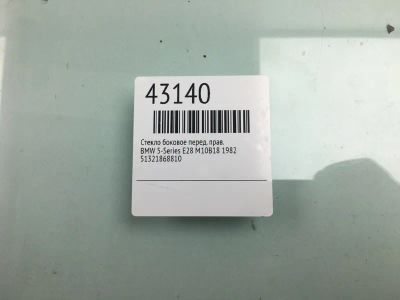 43140
Стекло боковое перед. прав.
BMW 5-Series E28 M10B18 1982
51321868810